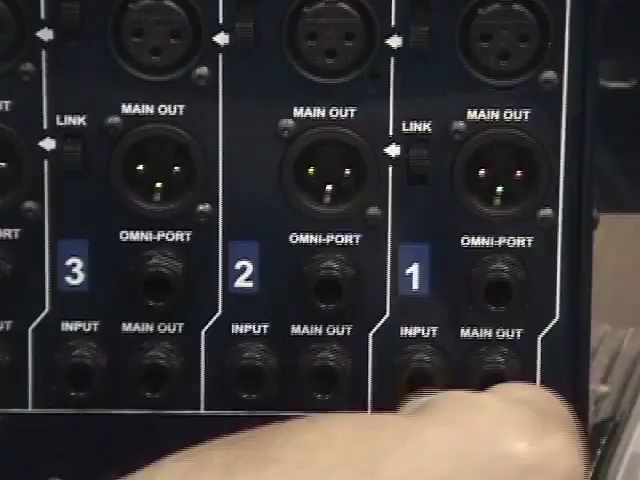 MAIN OUT MAIN OUT MAIN OUT
LINK LINK
OMNI-PORT OMNI-PORT OMNI-PORT
3 2 1
INPUT MAIN OUT INPUT MAIN OUT INPUT MAIN OUT